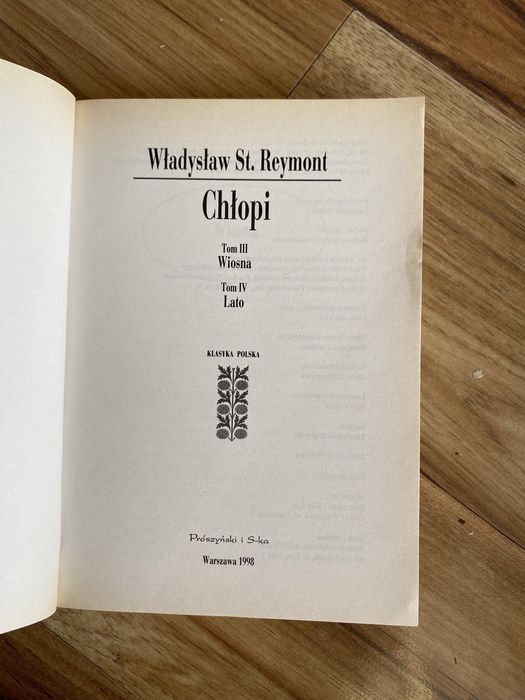 Władysław St. Reymont
Chłopi
Tom III
Wiosna
Tom IV
Lato
KLASYKA POLSKA
Prószyński i S-ka
Warszawa 1998